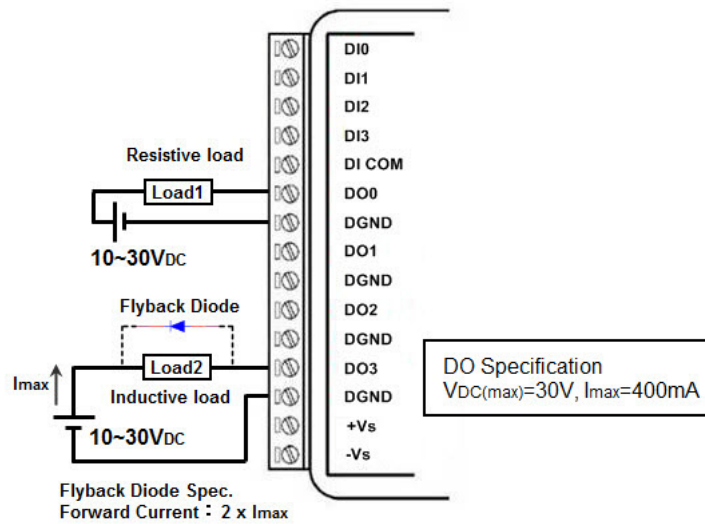 DI0
DI1
DI2
DI3
DI COM
DO0
DGND
DO1
DGND
DO2
DGND
DO3
DGND
+Vs
-Vs
Resistive load
Load1
10~30VDC
Flyback Diode
Load2
Imax
Inductive load
10~30VDC
Flyback Diode Spec.
Forward Current : 2 x Imax
DO Specification
VDC(max)=30V, Imax=400mA